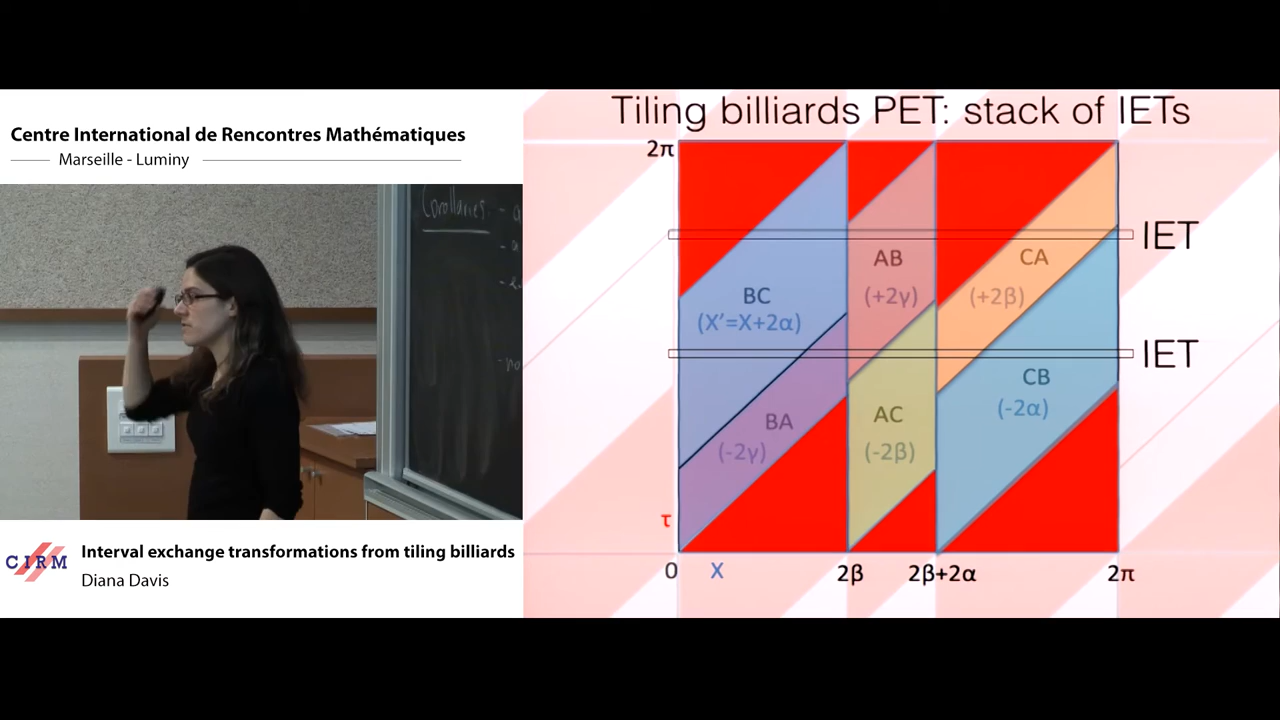 Centre International de Rencontres Mathématiques
Marseille - Luminy
Corollaries
CIRM
Interval exchange transformations from tiling billiards
Diana Davis
Tiling billiards PET: stack of IETs
2π
IET
AB
CA
BC
(+2γ)
(+2β)
(X'=X+2α)
IET
CB
BA
AC
(-2α)
(-2γ)
(-2β)
τ
0
X
2β
2β+2α
2π